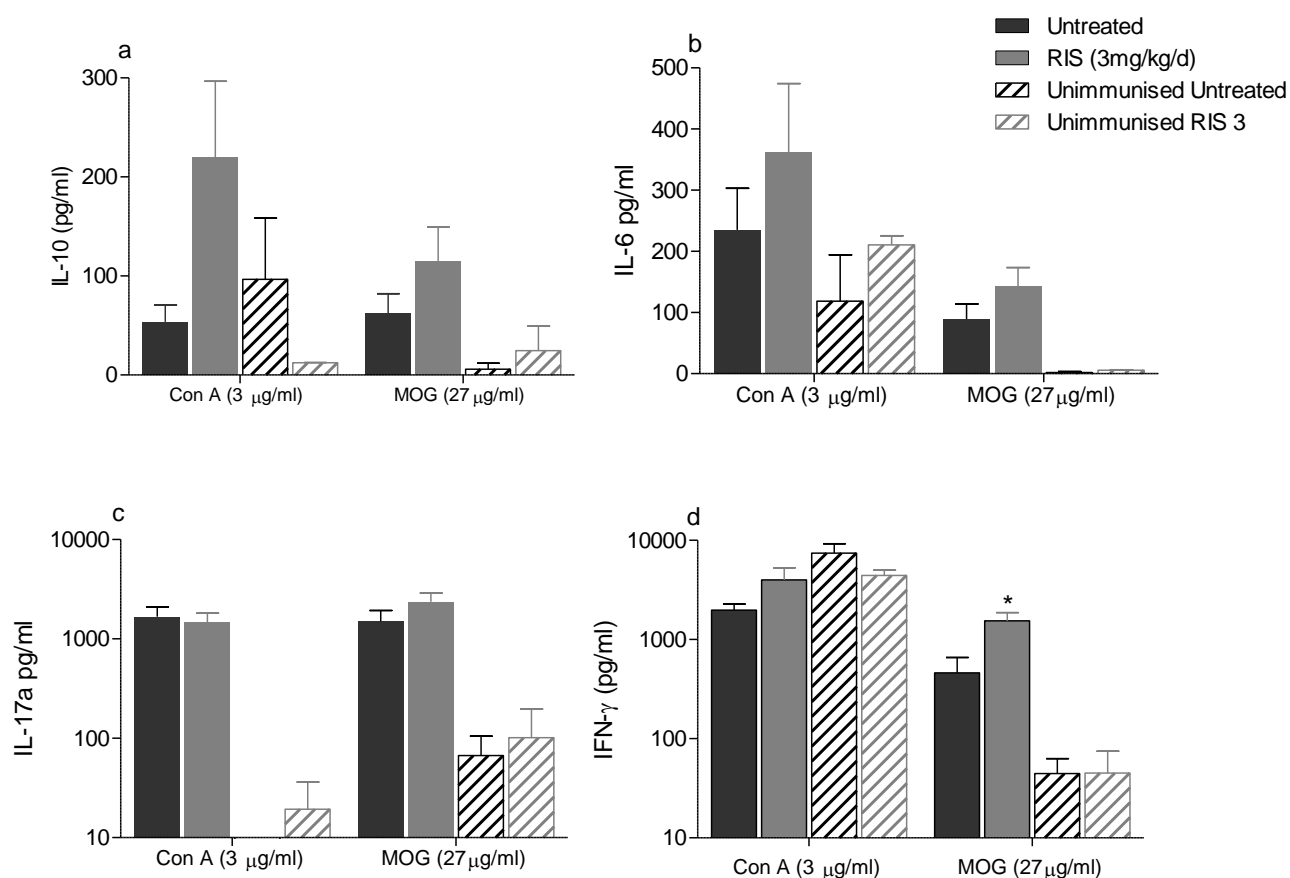 Untreated
RIS (3mg/kg/d)
Unimmunised Untreated
Unimmunised RIS 3
a
300
200
100
0
IL-10 (pg/ml)
Con A (3 μg/ml)
MOG (27μg/ml)
b
500
400
300
200
100
0
IL-6 pg/ml
Con A (3 μg/ml)
MOG (27μg/ml)
c
10000
1000
100
10
IL-17a pg/ml
Con A (3 μg/ml)
MOG (27μg/ml)
d
10000
1000
100
10
IFN-γ (pg/ml)
*
Con A (3 μg/ml)
MOG (27μg/ml)